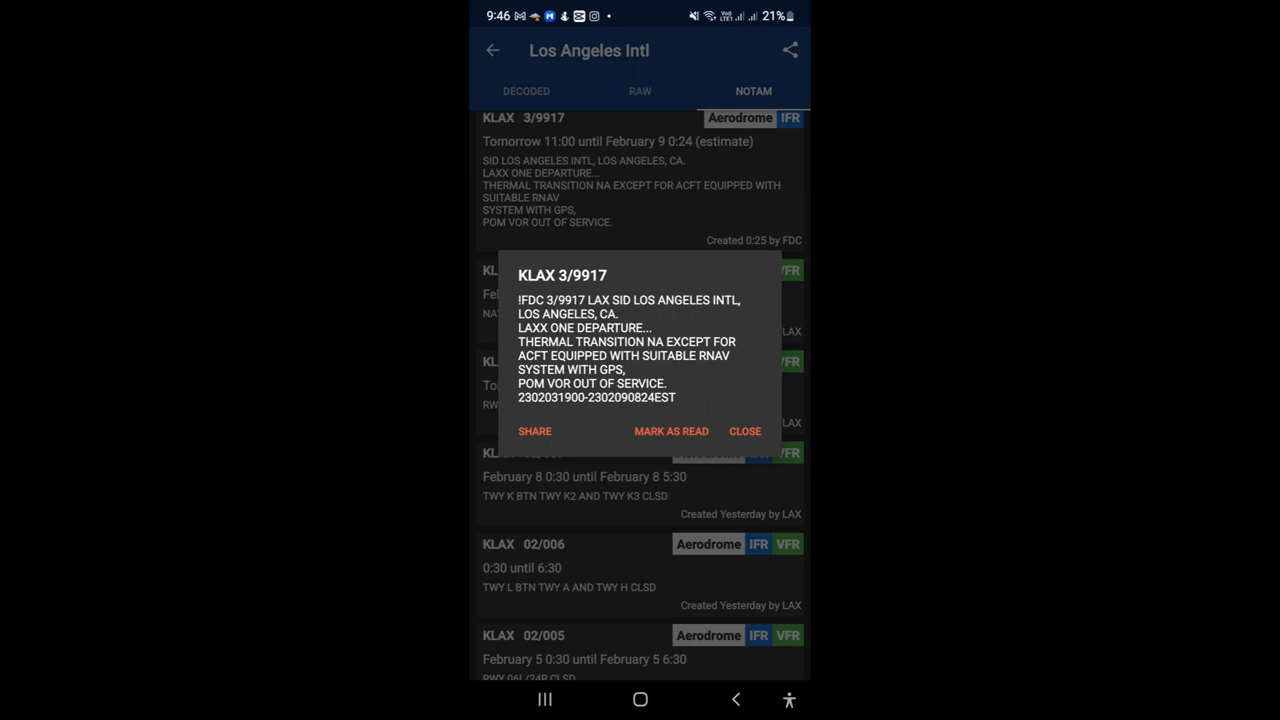 9:46
21%
Los Angeles Intl
DECODED RAW NOTAM
KLAX 3/9917 Aerodrome IFR
Tomorrow 11:00 until February 9 0:24 (estimate)
SID LOS ANGELES INTL, LOS ANGELES, CA.
LAXX ONE DEPARTURE...
THERMAL TRANSITION NA EXCEPT FOR ACFT EQUIPPED WITH
SUITABLE RNAV
SYSTEM WITH GPS,
POM VOR OUT OF SERVICE.
Created 0:25 by FDC
KLAX 3/9917
!FDC 3/9917 LAX SID LOS ANGELES INTL,
LOS ANGELES, CA.
LAXX ONE DEPARTURE...
THERMAL TRANSITION NA EXCEPT FOR
ACFT EQUIPPED WITH SUITABLE RNAV
SYSTEM WITH GPS,
POM VOR OUT OF SERVICE.
2302031900-2302090824EST
SHARE MARK AS READ CLOSE
February 8 0:30 until February 8 5:30
TWY K BTN TWY K2 AND TWY K3 CLSD
Created Yesterday by LAX
KLAX 02/006 Aerodrome IFR VFR
0:30 until 6:30
TWY L BTN TWY A AND TWY H CLSD
Created Yesterday by LAX
KLAX 02/005 Aerodrome IFR VFR
February 5 0:30 until February 5 6:30
RWY 06L/24R CLSD